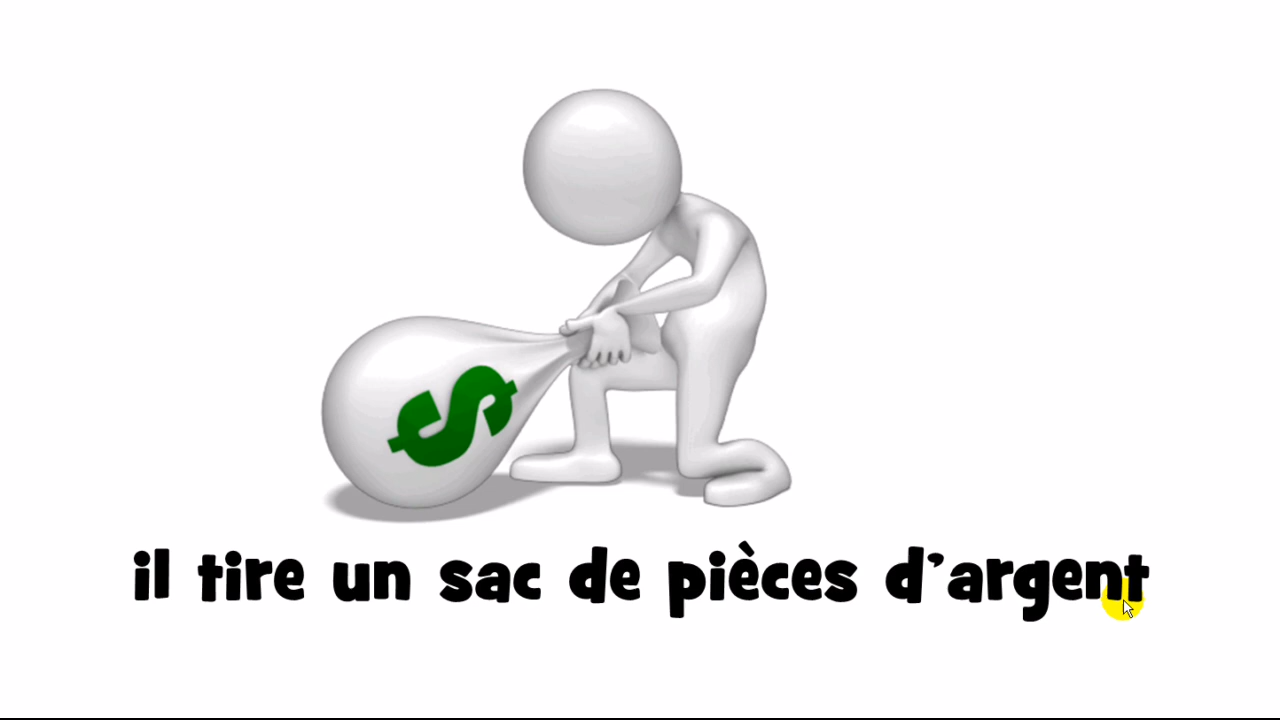 $
il tire un sac de pièces d'argent